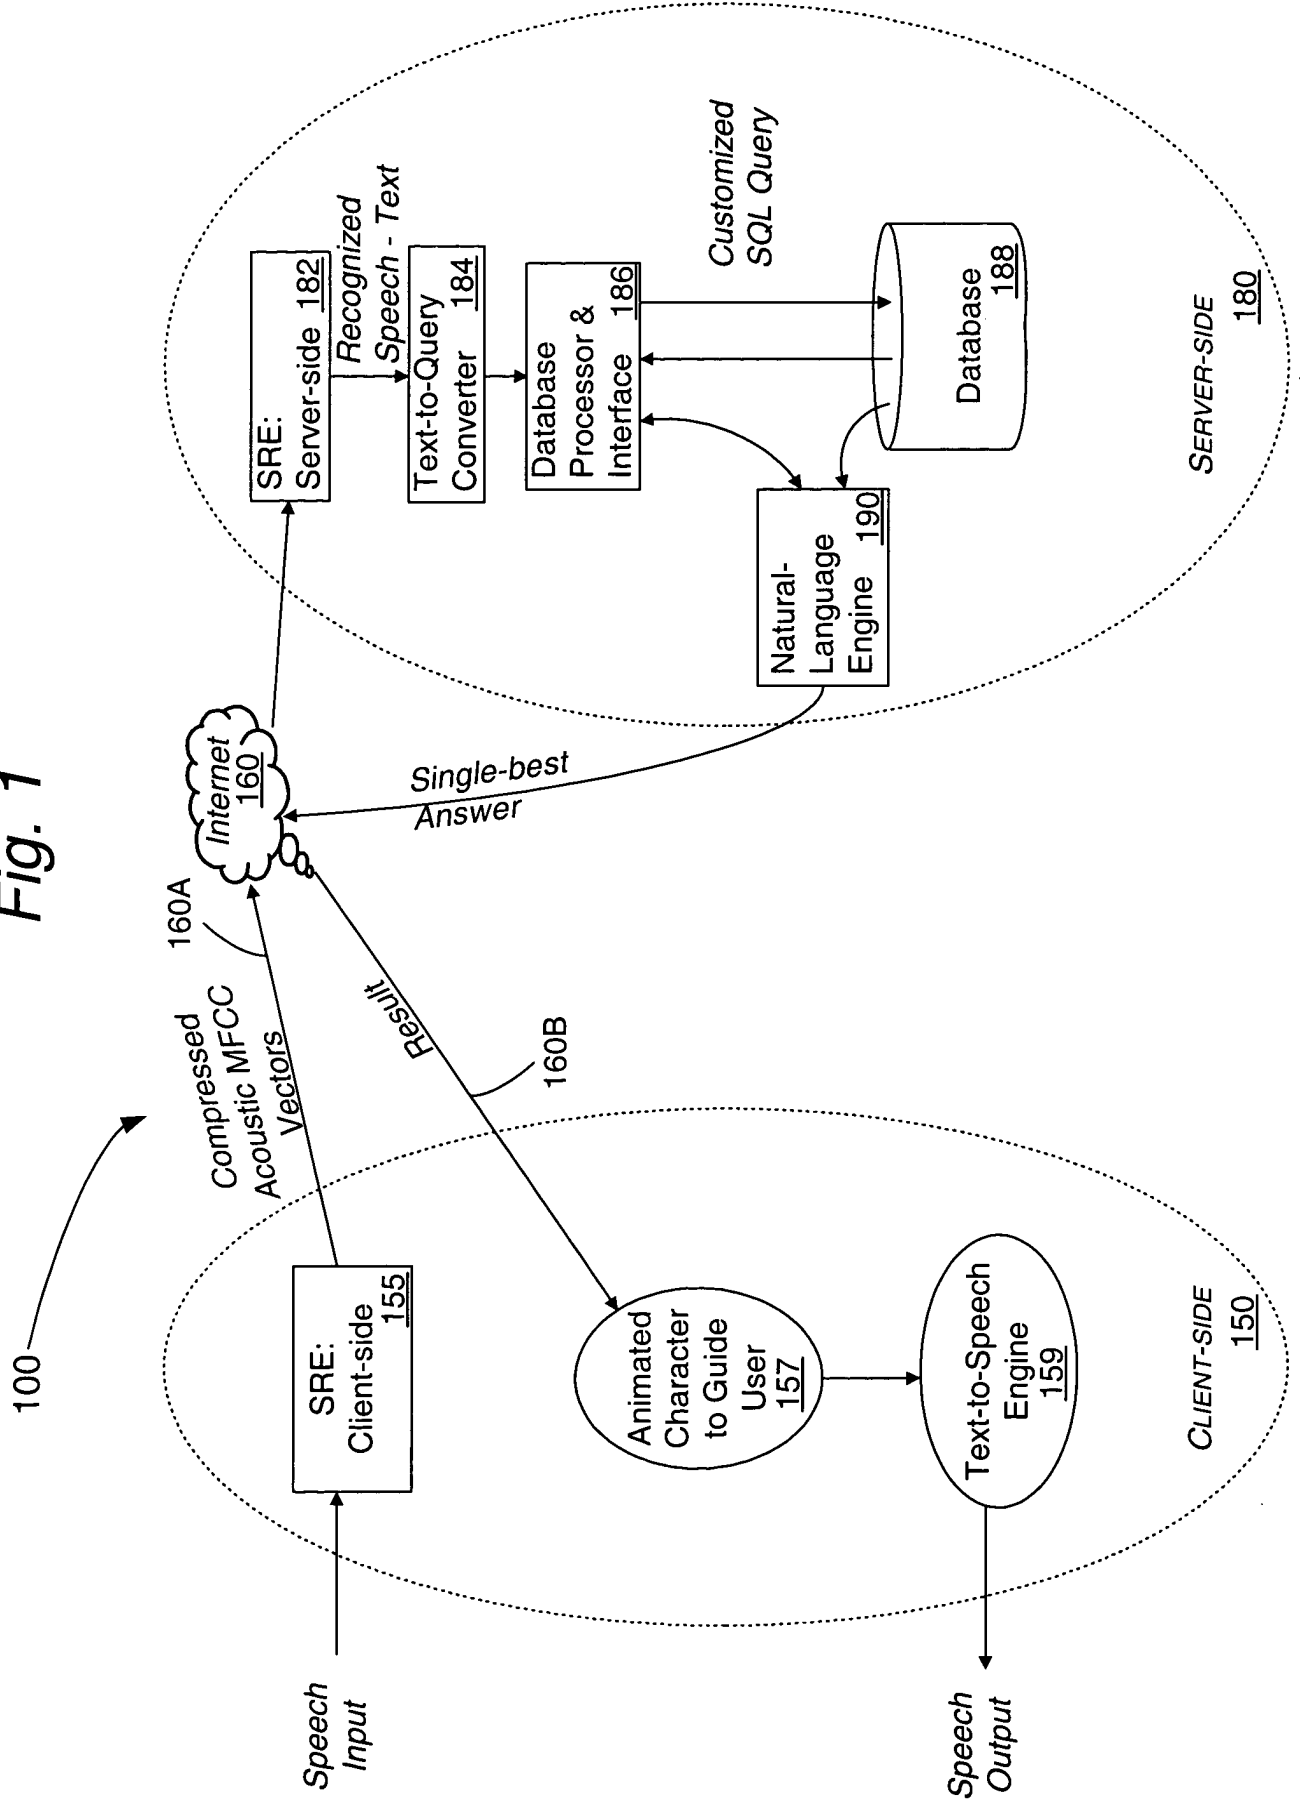 Fig. 1
100
Speech
Input
SRE:
Client-side
155
Compressed
Acoustic MFCC
Vectors
160A
Internet
160
SRE:
Server-side 182
Recognized
Speech - Text
Text-to-Query
Converter 184
Database
Processor &
Interface 186
Customized
SQL Query
Database
188
Natural-
Language
Engine 190
Single-best
Answer
Result
160B
Animated
Character
to Guide
User
157
Text-to-Speech
Engine
159
Speech
Output
CLIENT-SIDE
150
SERVER-SIDE
180